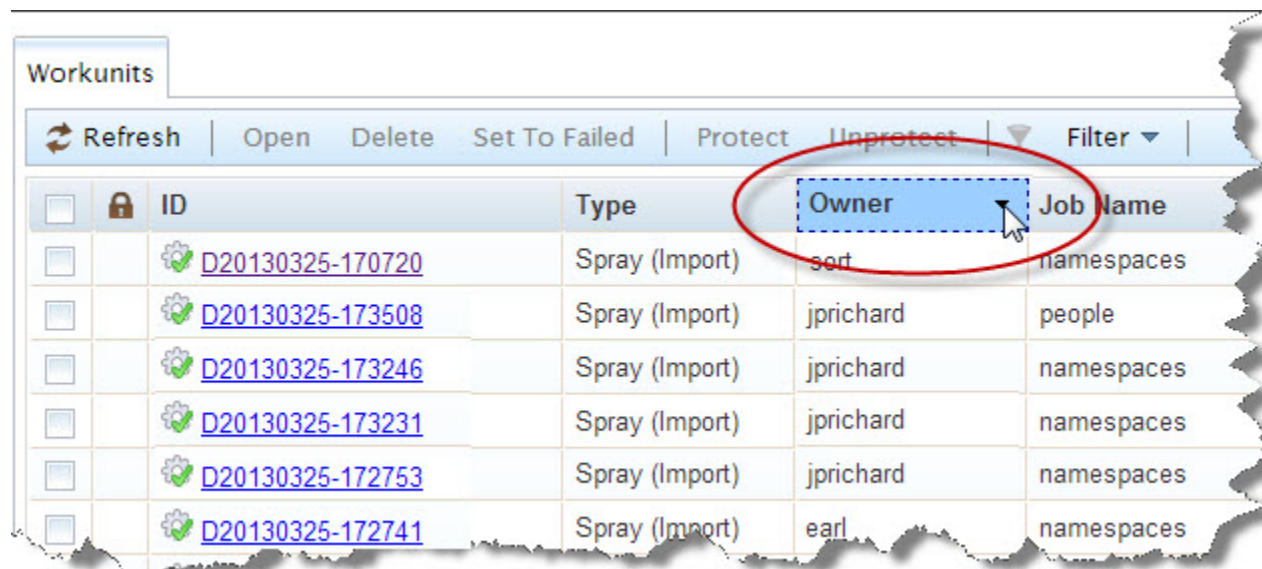 Workunits
Refresh Open Delete Set To Failed Protect Unprotect Filter
ID Type Owner Job Name
D20130325-170720 Spray (Import) sort namespaces
D20130325-173508 Spray (Import) jprichard people
D20130325-173246 Spray (Import) jprichard namespaces
D20130325-173231 Spray (Import) jprichard namespaces
D20130325-172753 Spray (Import) jprichard namespaces
D20130325-172741 Spray (Import) earl namespaces